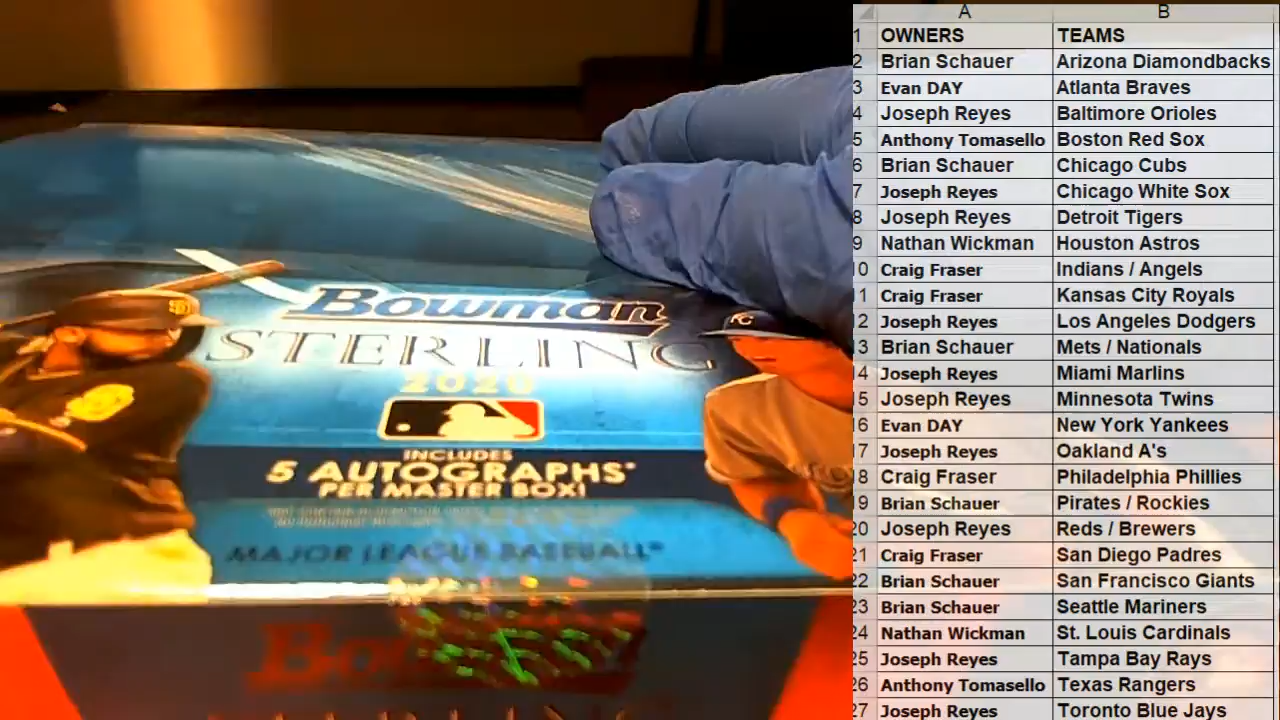 Bowman
STERLING
2020
INCLUDES
5 AUTOGRAPHS*
PER MASTER BOX!
MAJOR LEAGUE BASEBALL®
SD
KC
A B
1 OWNERS TEAMS
2 Brian Schauer Arizona Diamondbacks
3 Evan DAY Atlanta Braves
4 Joseph Reyes Baltimore Orioles
5 Anthony Tomasello Boston Red Sox
6 Brian Schauer Chicago Cubs
7 Joseph Reyes Chicago White Sox
8 Joseph Reyes Detroit Tigers
9 Nathan Wickman Houston Astros
10 Craig Fraser Indians / Angels
11 Craig Fraser Kansas City Royals
12 Joseph Reyes Los Angeles Dodgers
13 Brian Schauer Mets / Nationals
14 Joseph Reyes Miami Marlins
15 Joseph Reyes Minnesota Twins
16 Evan DAY New York Yankees
17 Joseph Reyes Oakland A's
18 Craig Fraser Philadelphia Phillies
19 Brian Schauer Pirates / Rockies
20 Joseph Reyes Reds / Brewers
21 Craig Fraser San Diego Padres
22 Brian Schauer San Francisco Giants
23 Brian Schauer Seattle Mariners
24 Nathan Wickman St. Louis Cardinals
25 Joseph Reyes Tampa Bay Rays
26 Anthony Tomasello Texas Rangers
27 Joseph Reyes Toronto Blue Jays